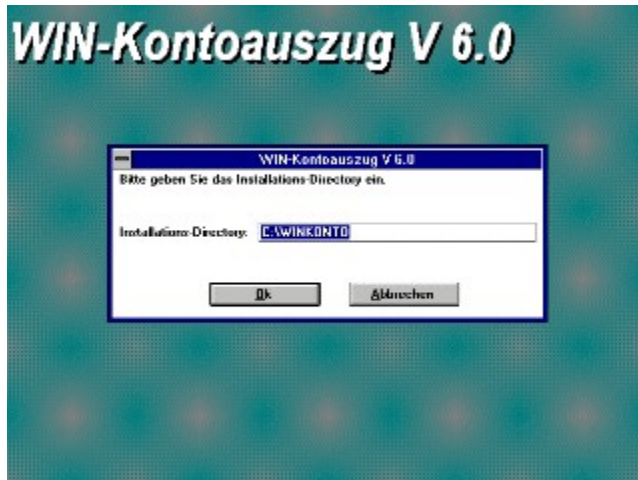 WIN-Kontoauszug V 6.0
WIN-Kontoauszug V 6.0
Bitte geben Sie das Installations-Directory ein.
Installations-Directory: C:\WINKONTO
Ok Abbrechen